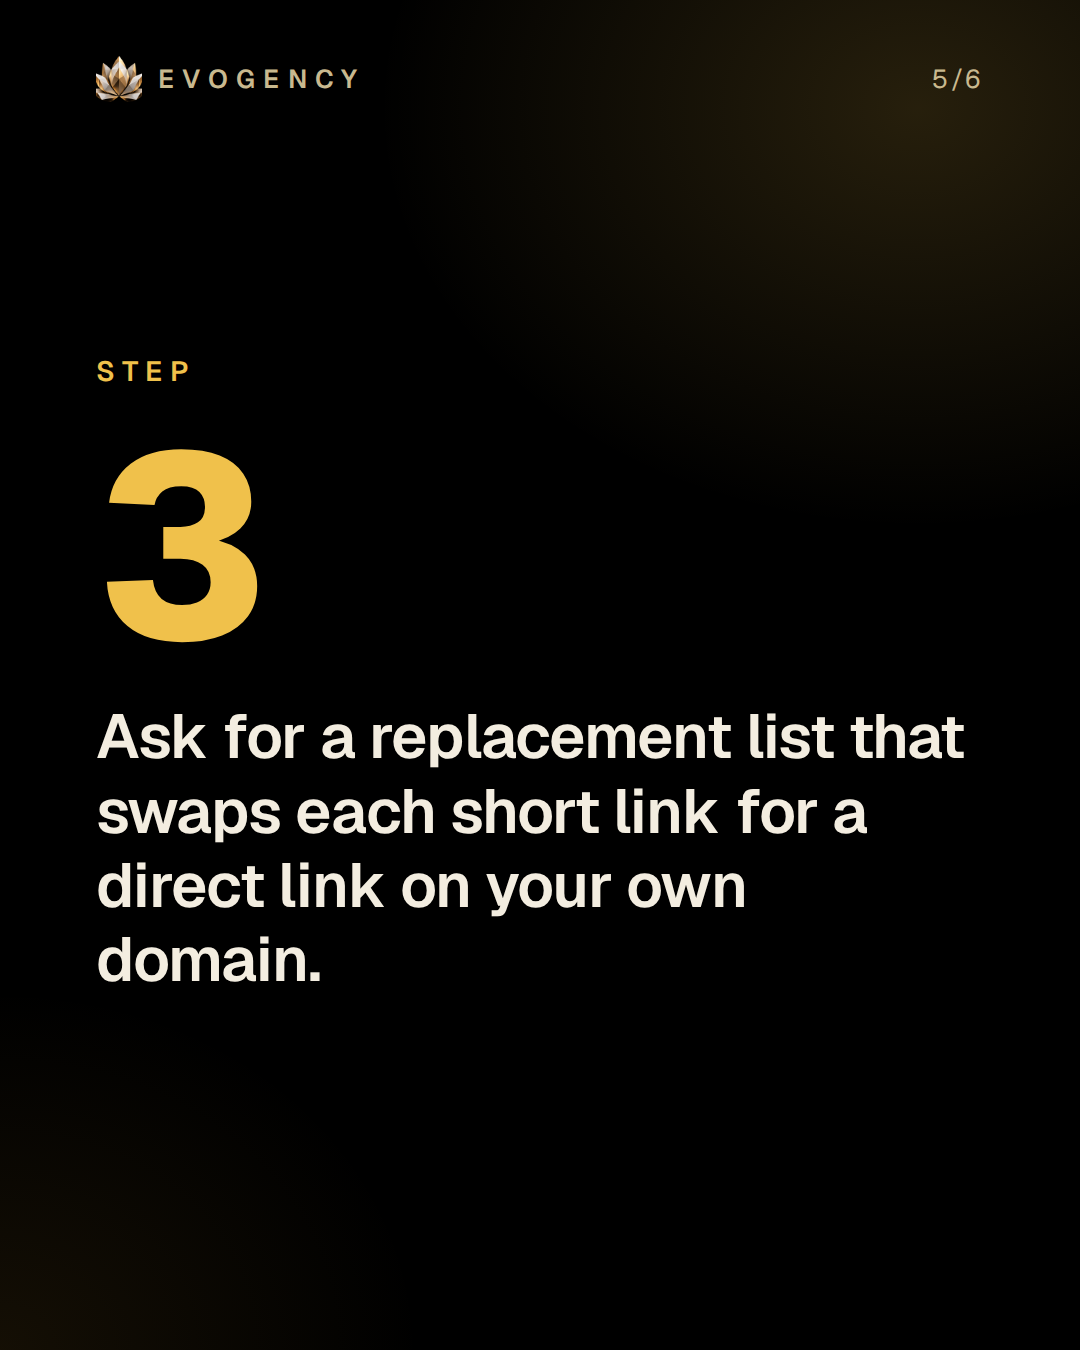 EVOGENCY
5/6
STEP
3
Ask for a replacement list that
swaps each short link for a
direct link on your own
domain.